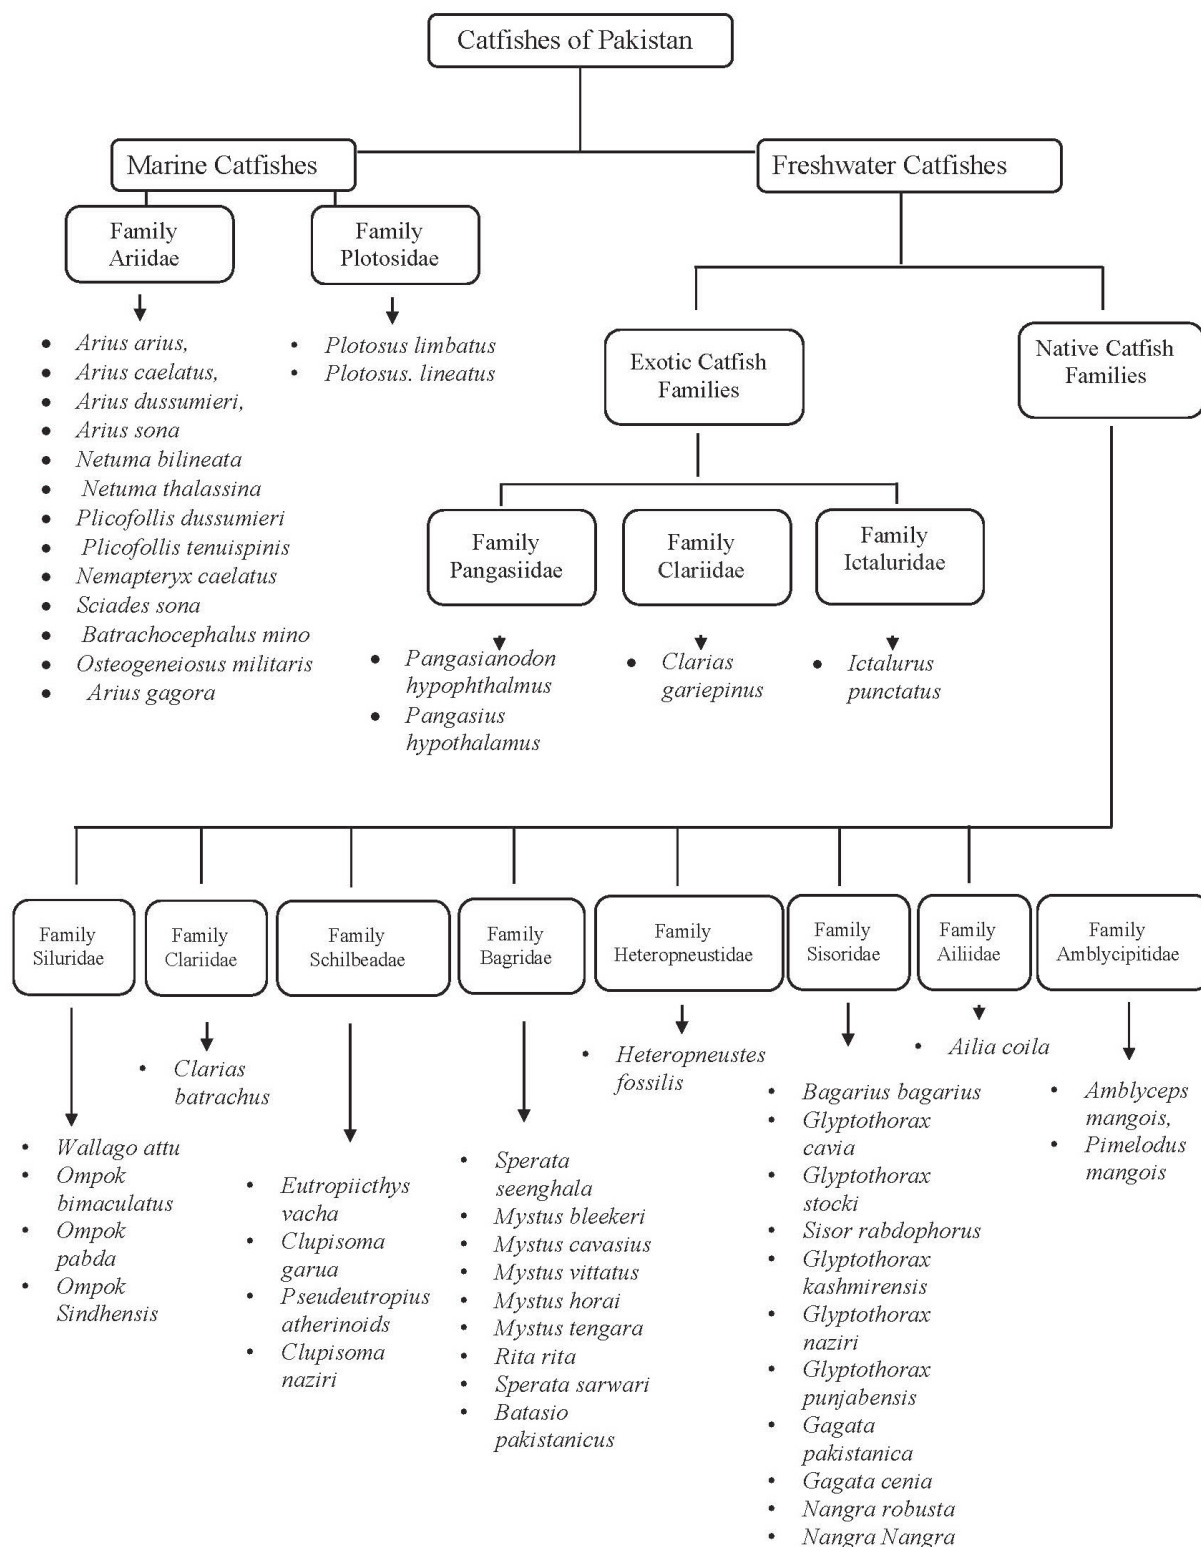 Catfishes of Pakistan
Marine Catfishes
Freshwater Catfishes
Family
Ariidae
Family
Plotosidae
• Arius arius,
• Arius caelatus,
• Arius dussumieri,
• Arius sona
• Netuma bilineata
• Netuma thalassina
• Plicofollis dussumieri
• Plicofollis tenuispinis
• Nemapteryx caelatus
• Sciades sona
• Batrachocephalus mino
• Osteogeneiosus militaris
• Arius gagora
• Plotosus limbatus
• Plotosus. lineatus
Exotic Catfish
Families
Native Catfish
Families
Family
Pangasiidae
Family
Clariidae
Family
Ictaluridae
• Pangasianodon
hypophthalmus
• Pangasius
hypothalamus
• Clarias
gariepinus
• Ictalurus
punctatus
Family
Siluridae
Family
Clariidae
Family
Schilbeadae
Family
Bagridae
Family
Heteropneustidae
Family
Sisoridae
Family
Ailiidae
Family
Amblycipitidae
• Wallago attu
• Ompok
bimaculatus
• Ompok
pabda
• Ompok
Sindhensis
• Clarias
batrachus
• Eutropiicthys
vacha
• Clupisoma
garua
• Pseudeutropius
atherinoids
• Clupisoma
naziri
• Sperata
seenghala
• Mystus bleekeri
• Mystus cavasius
• Mystus vittatus
• Mystus horai
• Mystus tengara
• Rita rita
• Sperata sarwari
• Batasio
pakistanicus
• Heteropneustes
fossilis
• Bagarius bagarius
• Glyptothorax
cavia
• Glyptothorax
stocki
• Sisor rabdophorus
• Glyptothorax
kashmirensis
• Glyptothorax
naziri
• Glyptothorax
punjabensis
• Gagata
pakistanica
• Gagata cenia
• Nangra robusta
• Nangra Nangra
• Ailia coila
• Amblyceps
mangois,
• Pimelodus
mangois